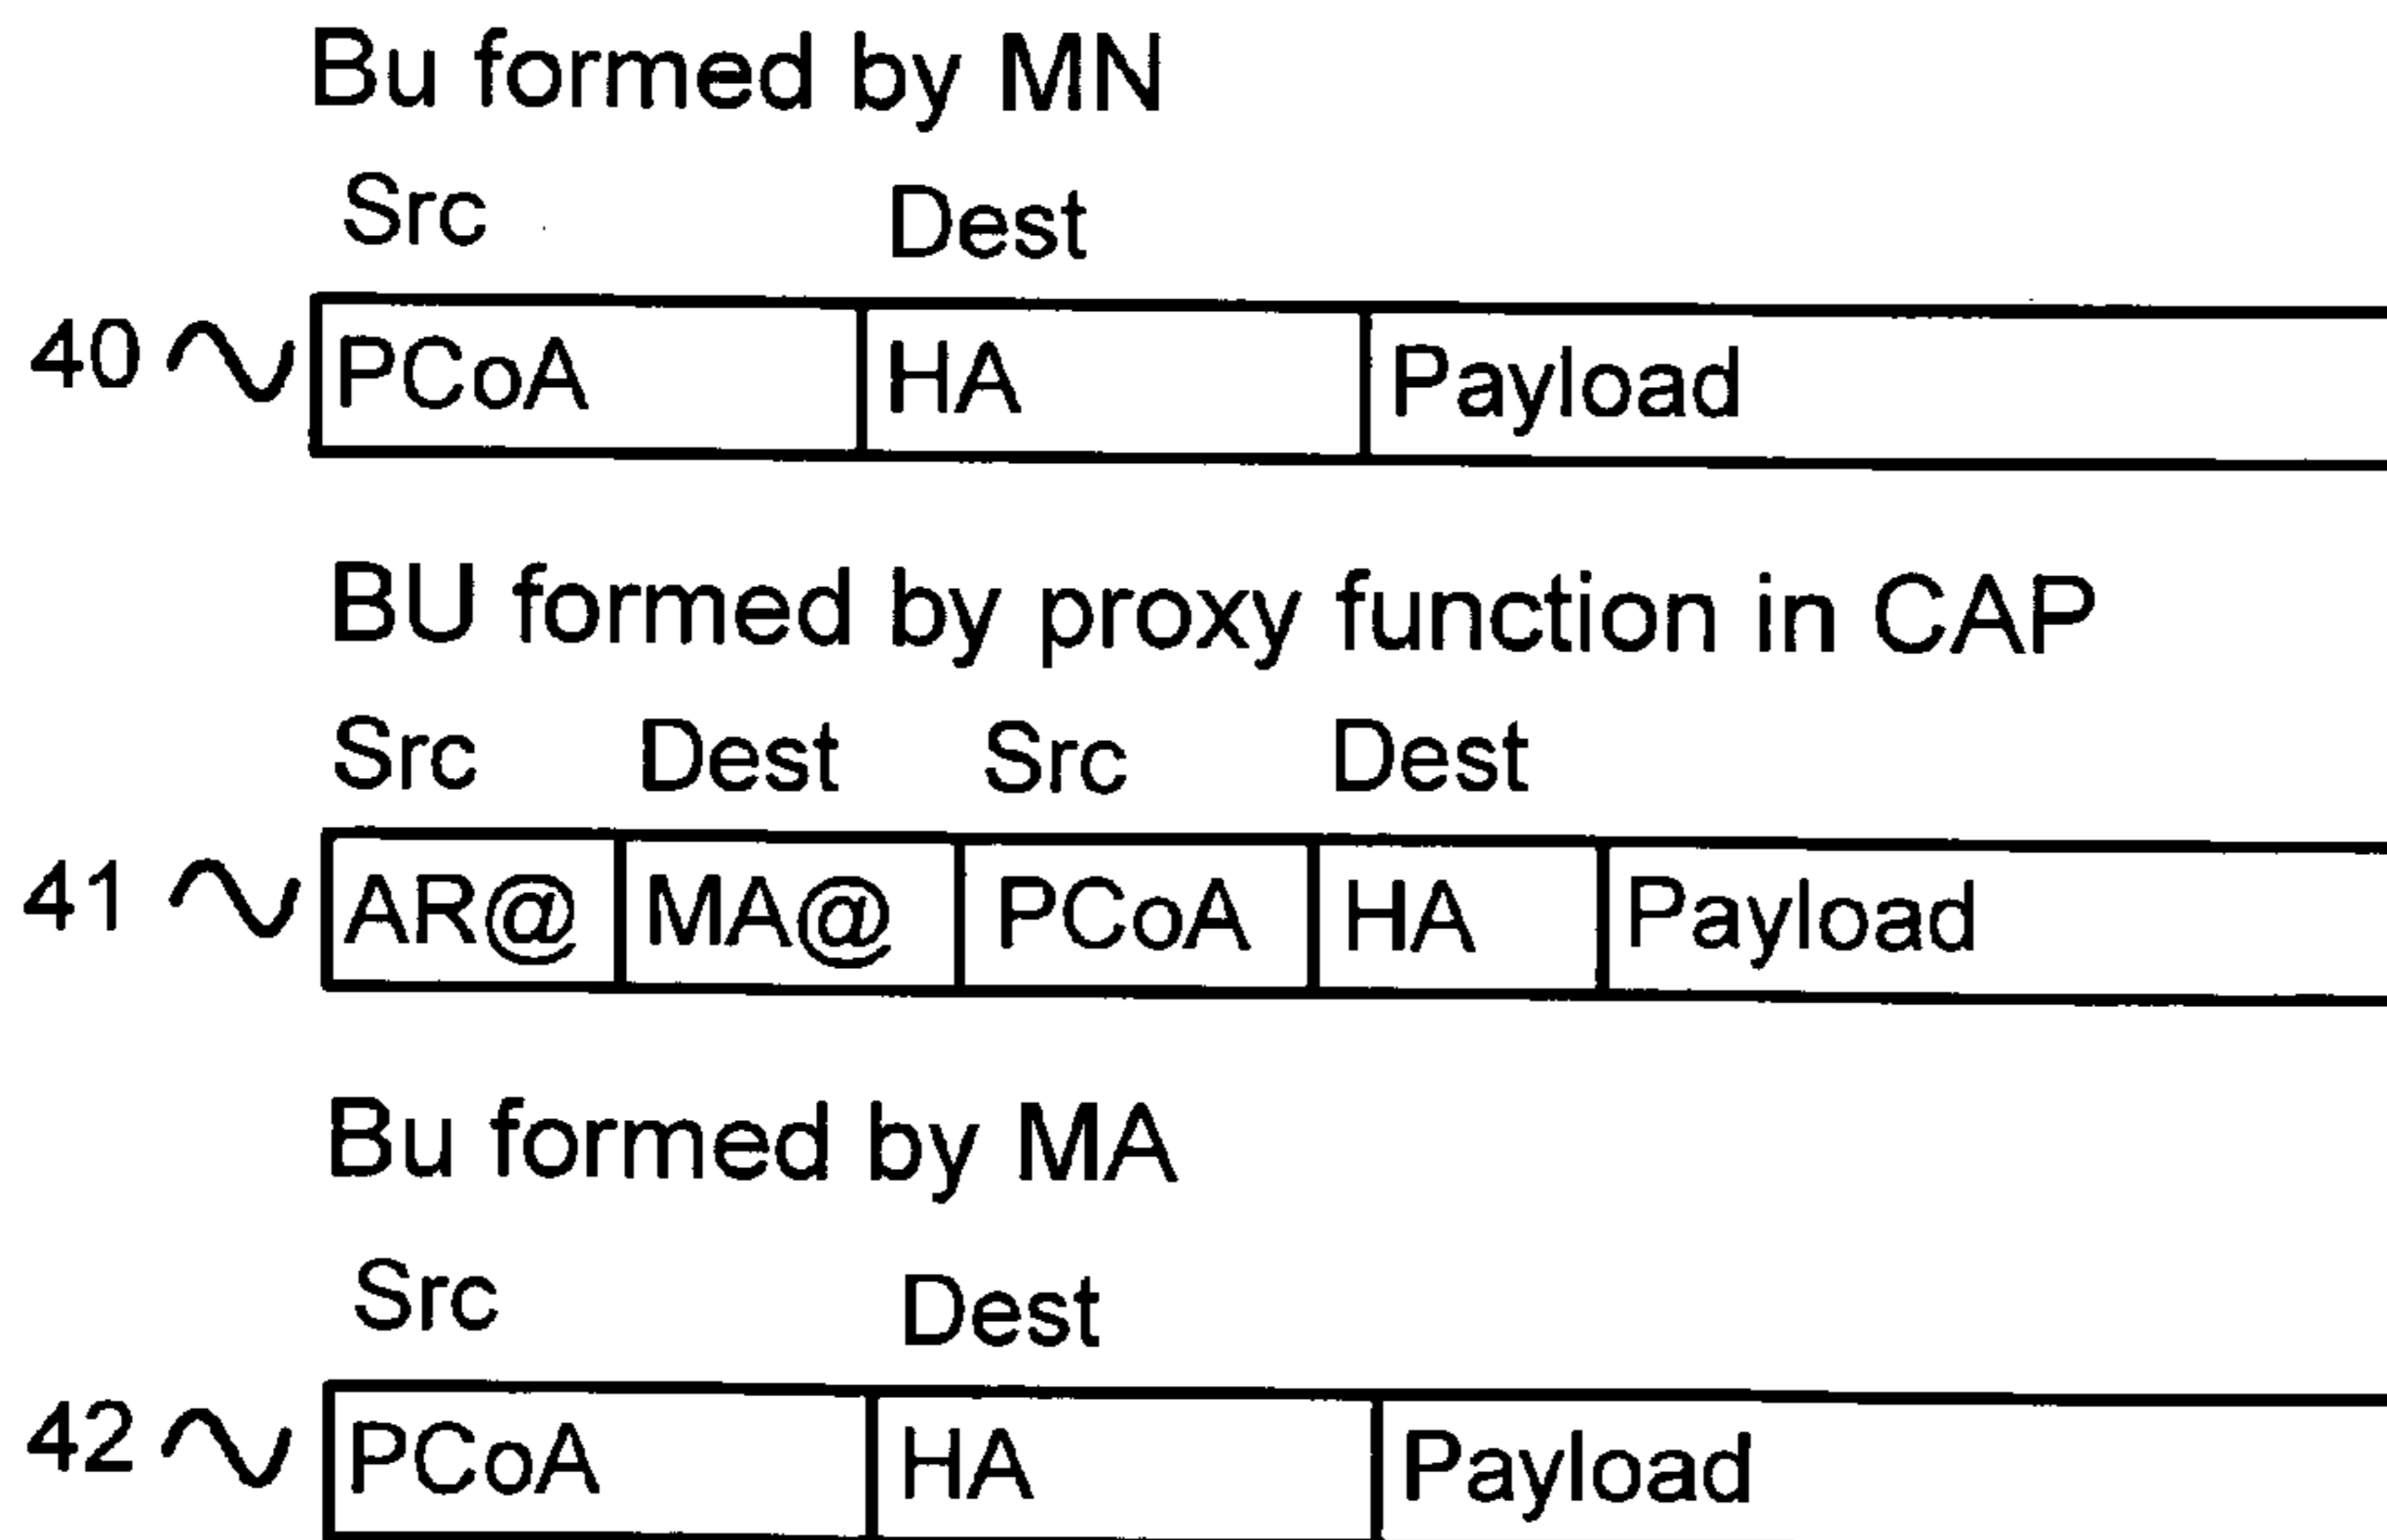 Bu formed by MN
Src Dest
40 PCoA HA Payload
BU formed by proxy function in CAP
Src Dest Src Dest
41 AR@ MA@ PCoA HA Payload
Bu formed by MA
Src Dest
42 PCoA HA Payload